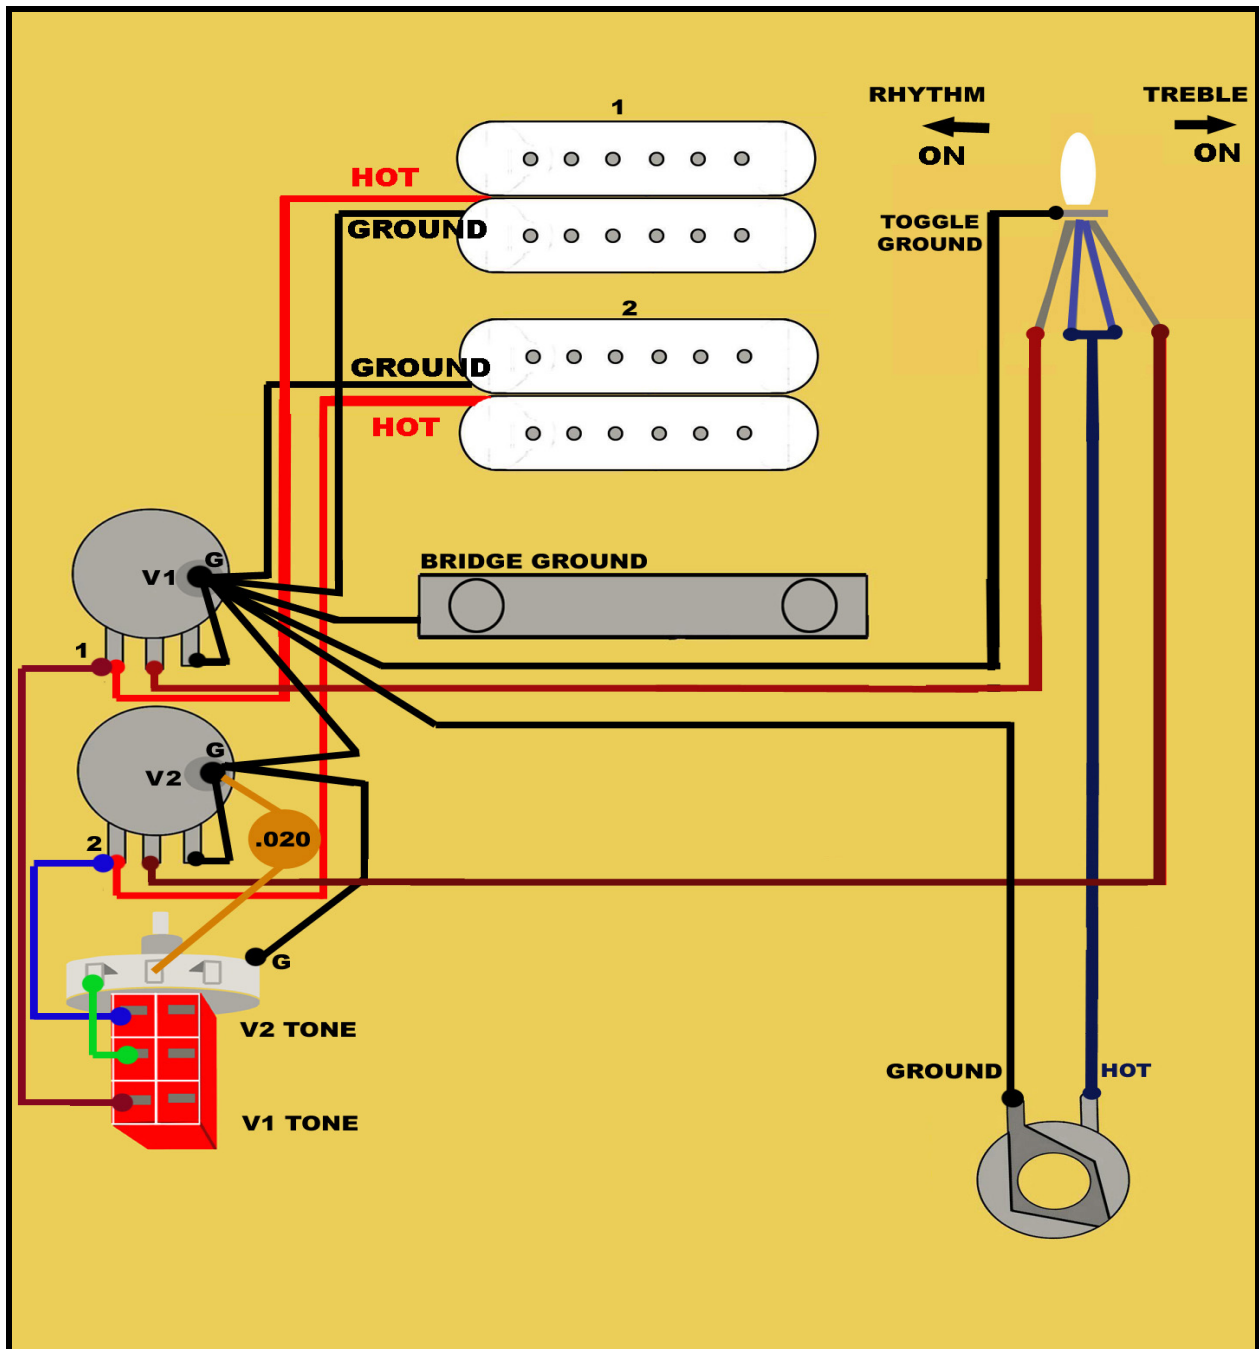 1
RHYTHM
TREBLE
ON
ON
HOT
GROUND
TOGGLE
GROUND
2
GROUND
HOT
BRIDGE GROUND
G
V1
1
G
V2
2
.020
G
V2 TONE
V1 TONE
GROUND
HOT